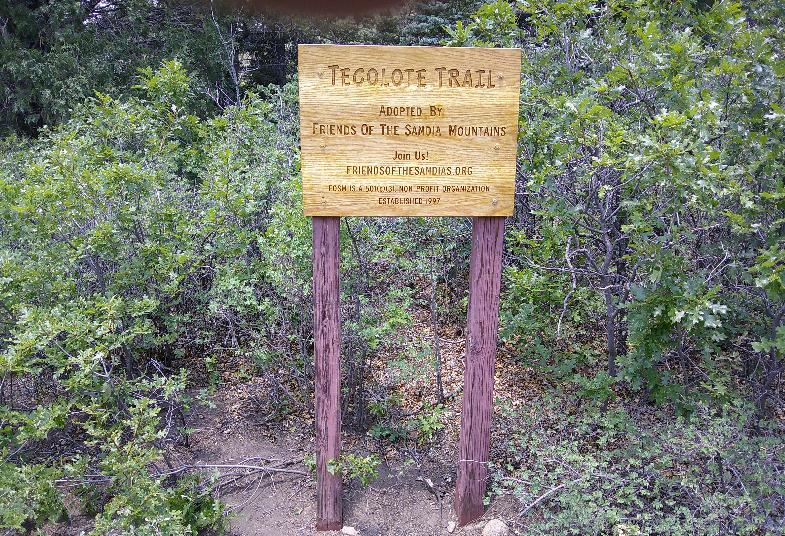 TECOLOTE TRAIL
ADOPTED BY
FRIENDS OF THE SANDIA MOUNTAINS
JOIN US!
FRIENDSOFTHESANDIAS.ORG
FOSM IS A 501(C)(3), NON PROFIT ORGANIZATION
ESTABLISHED 1997